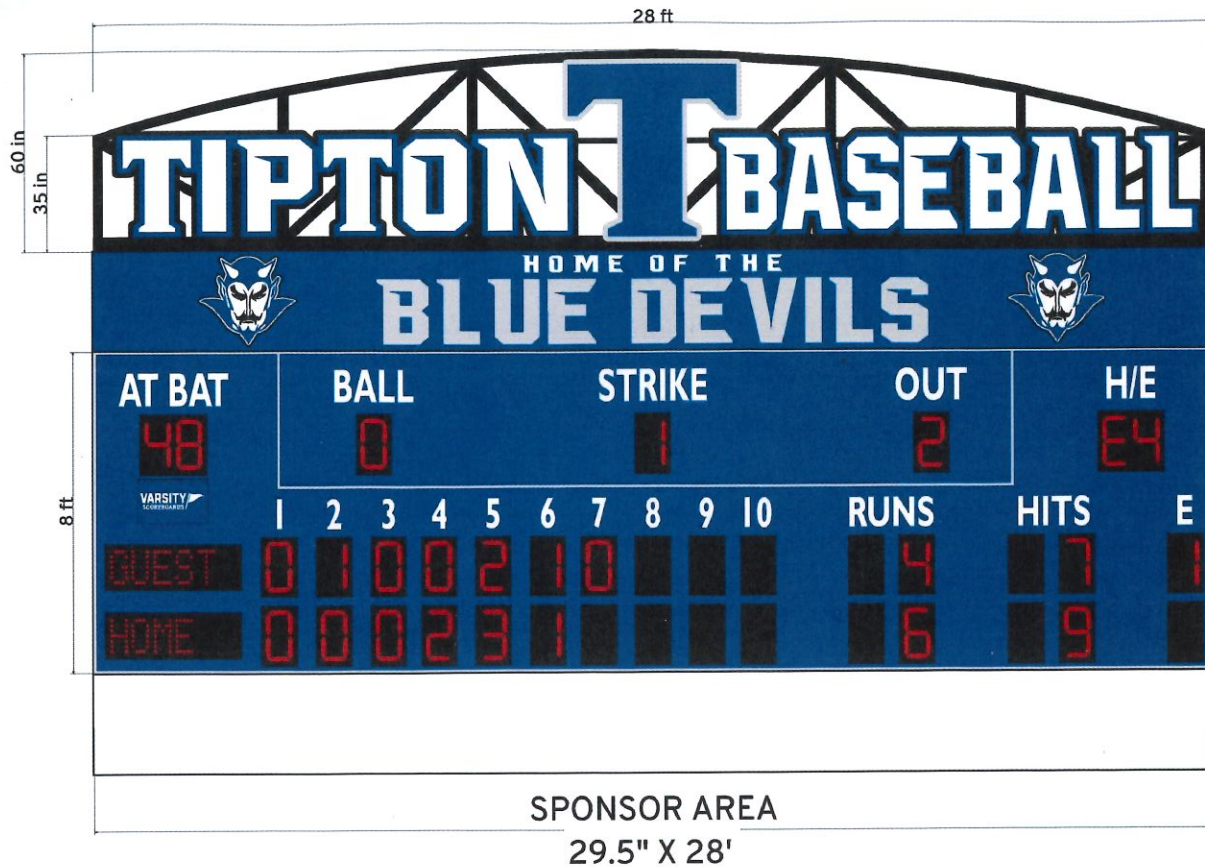 28 ft
60 in
35 in
TIPTON T BASEBALL
HOME OF THE
BLUE DEVILS
8 ft
AT BAT BALL STRIKE OUT H/E
48 0 1 2 E4
VARSITY
SCOREBOARDS
1 2 3 4 5 6 7 8 9 10 RUNS HITS E
GUEST 0 1 0 0 2 1 0 4 7 1
HOME 0 0 0 2 3 1 6 9
SPONSOR AREA
29.5" X 28'